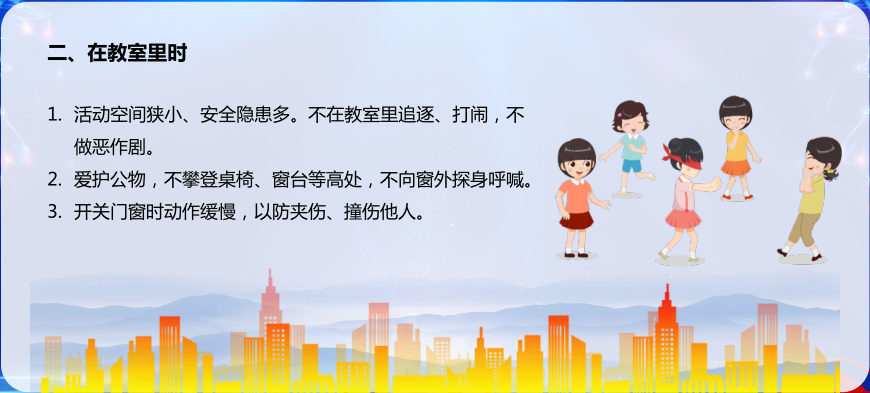 二、在教室里时
1. 活动空间狭小、安全隐患多。不在教室里追逐、打闹，不
做恶作剧。
2. 爱护公物，不攀登桌椅、窗台等高处，不向窗外探身呼喊。
3. 开关门窗时动作缓慢，以防夹伤、撞伤他人。